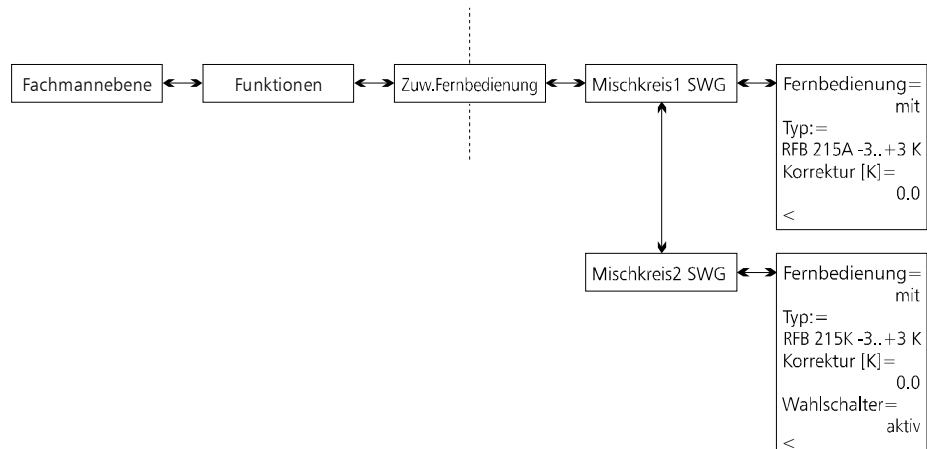 Fachmannebene
Funktionen
Zuw.Fernbedienung
Mischkreis1 SWG
Fernbedienung=
mit
Typ:=
RFB 215A -3..+3 K
Korrektur [K]=
0.0
<
Mischkreis2 SWG
Fernbedienung=
mit
Typ:=
RFB 215K -3..+3 K
Korrektur [K]=
0.0
Wahlschalter=
aktiv
<